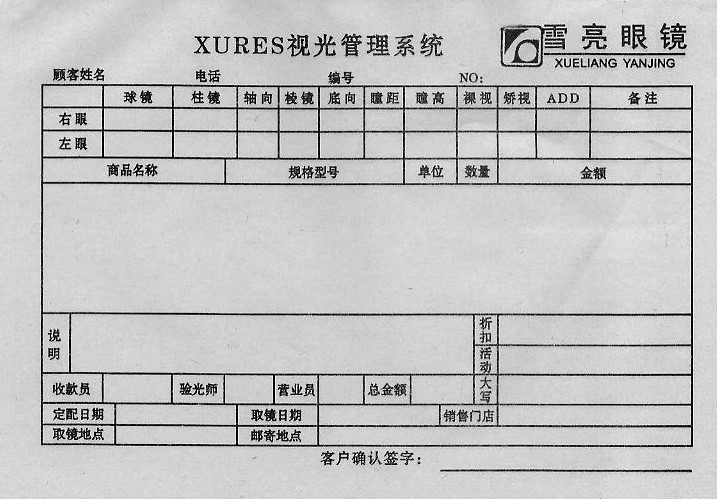 XURES视光管理系统
雪亮眼镜
XUELIANG YANJING
顾客姓名 电话 编号 NO:
球镜 柱镜 轴向 棱镜 底向 瞳距 瞳高 裸视 矫视 ADD 备注
右眼
左眼
商品名称 规格型号 单位 数量 金额
说明 折扣
活动
收款员 验光师 营业员 总金额 大写
定配日期 取镜日期 销售门店
取镜地点 邮寄地点
客户确认签字: